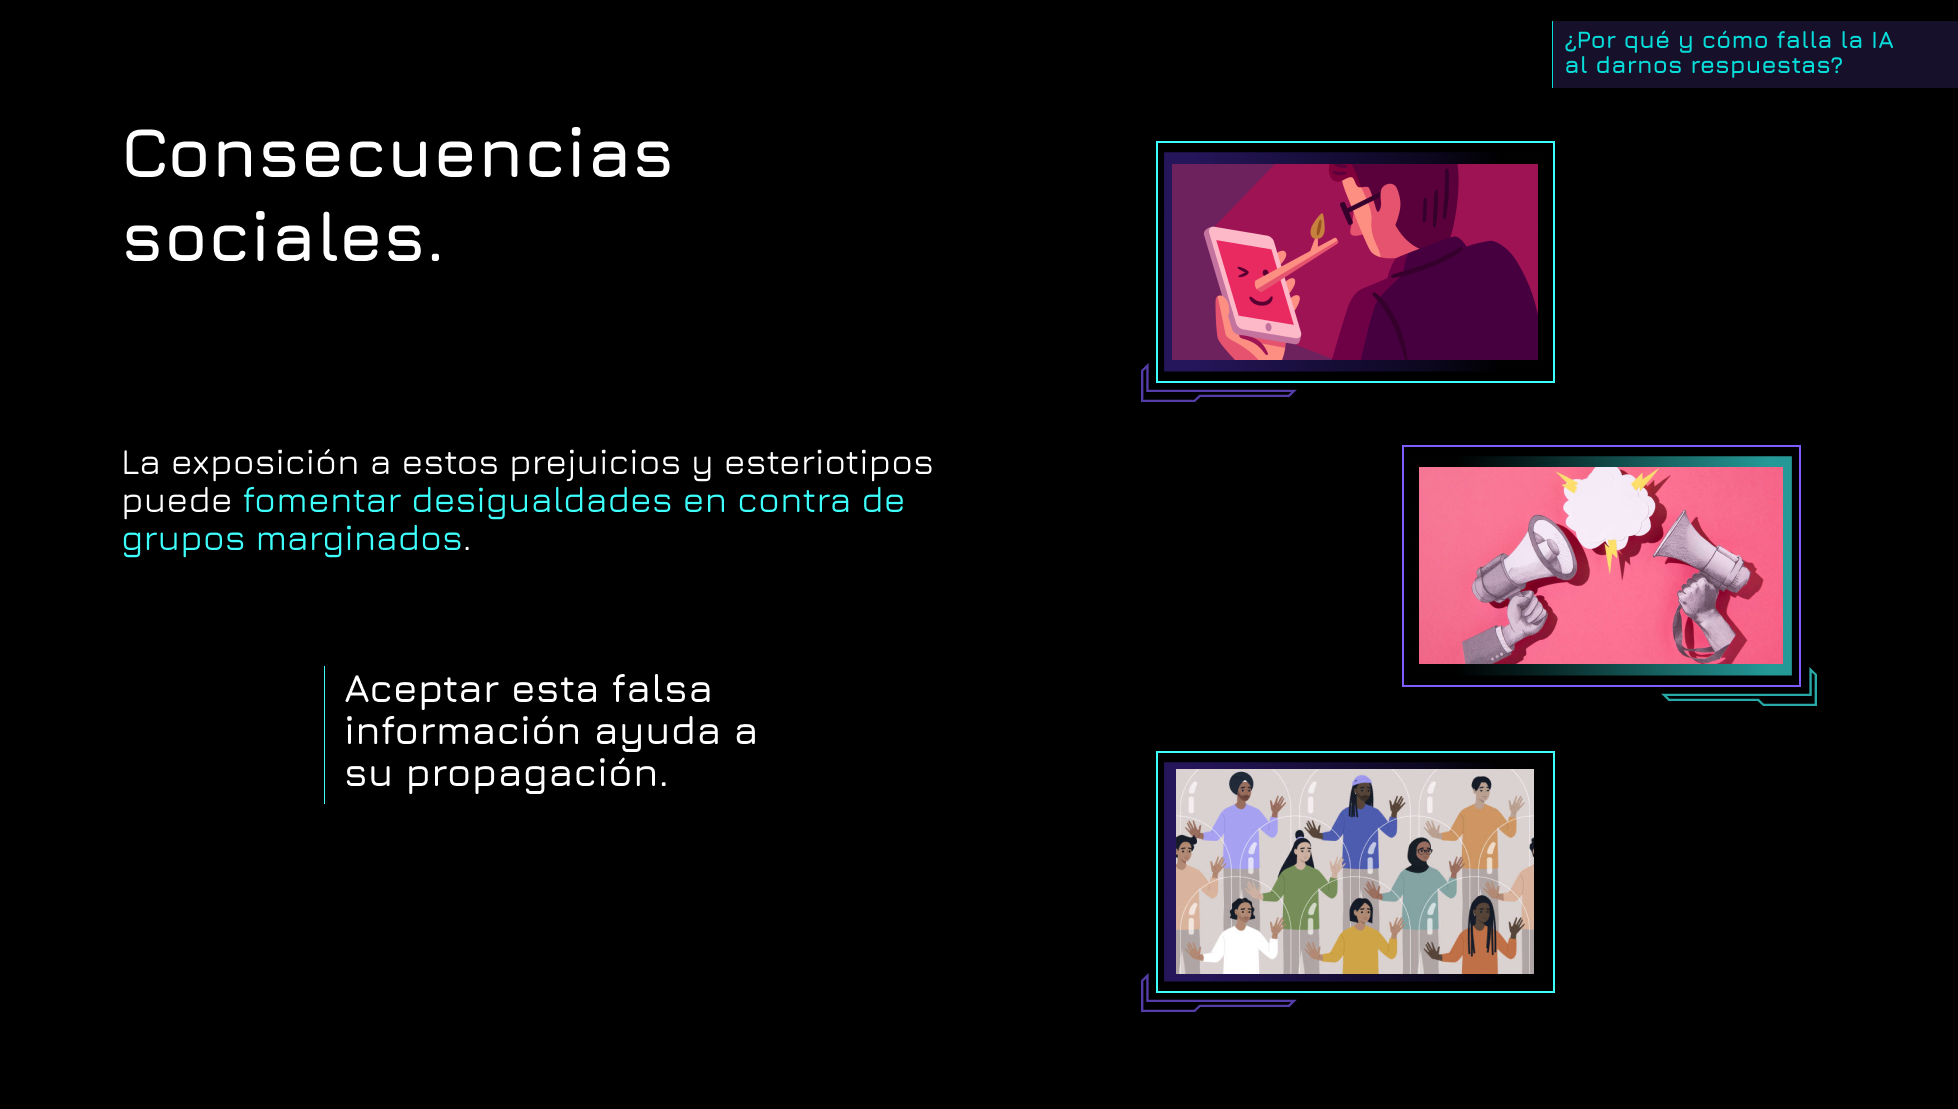 ¿Por qué y cómo falla la IA
al darnos respuestas?
Consecuencias
sociales.
La exposición a estos prejuicios y esteriotipos
puede fomentar desigualdades en contra de
grupos marginados.
Aceptar esta falsa
información ayuda a
su propagación.